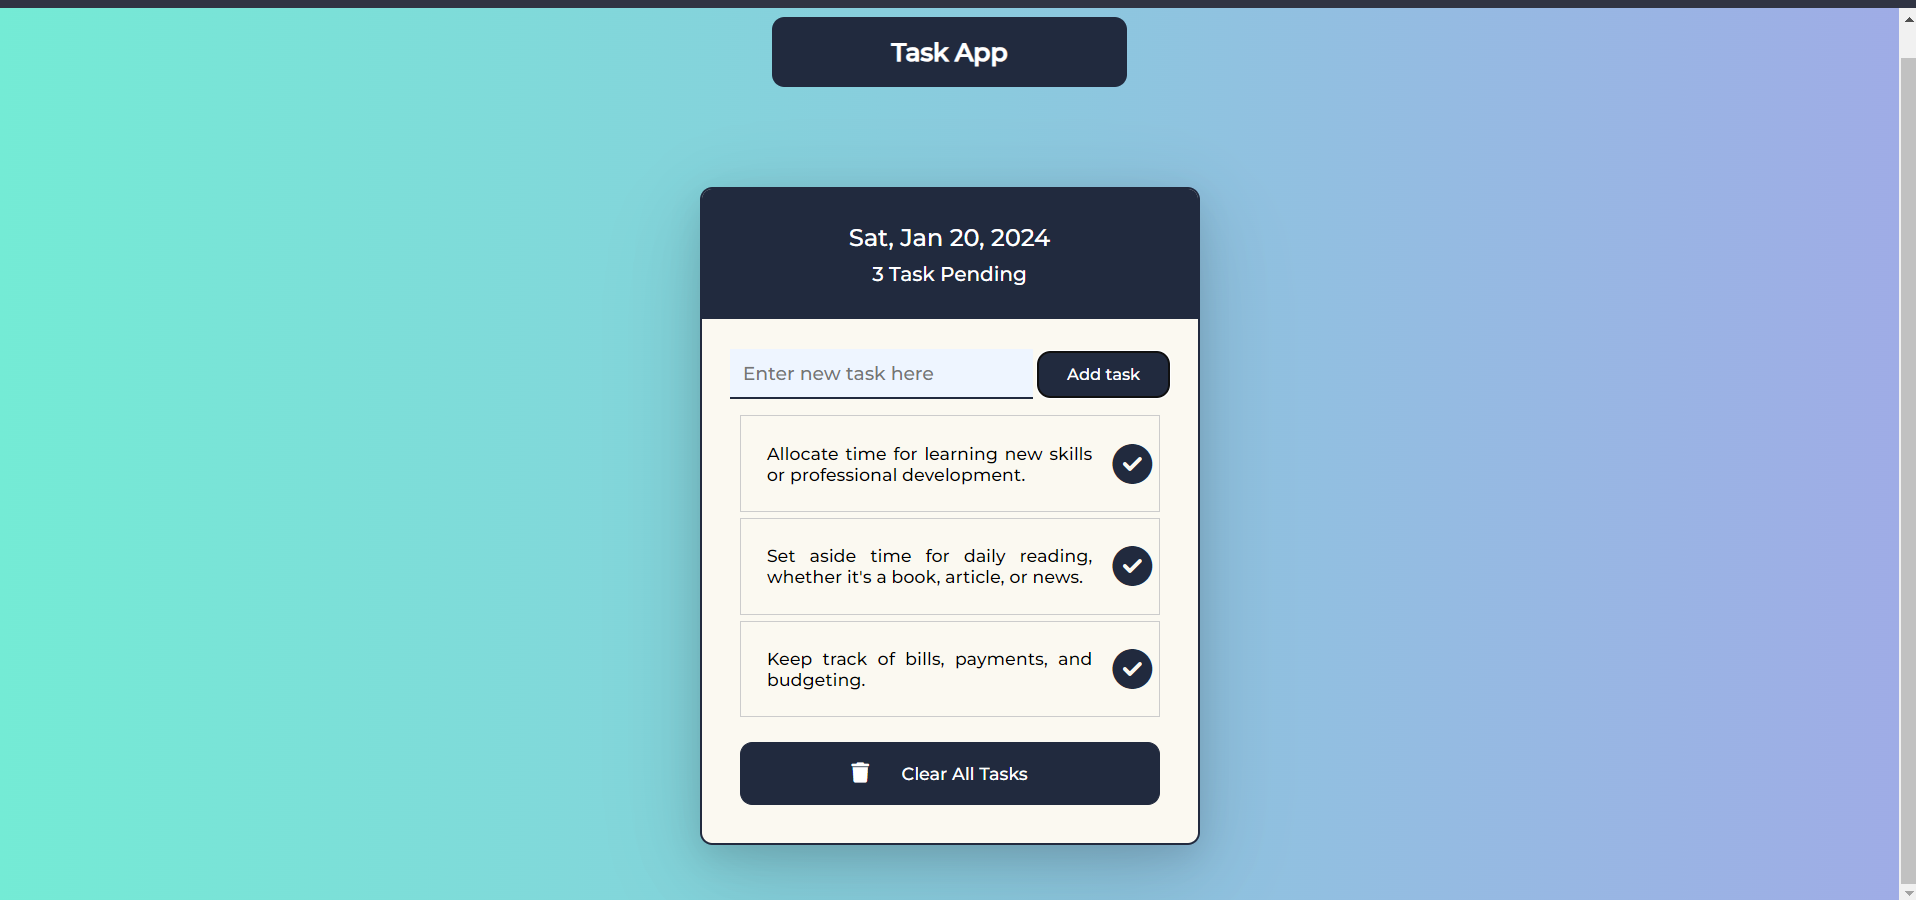 Task App
Sat, Jan 20, 2024
3 Task Pending
Enter new task here
Add task
Allocate time for learning new skills
or professional development.
Set aside time for daily reading,
whether it's a book, article, or news.
Keep track of bills, payments, and
budgeting.
Clear All Tasks